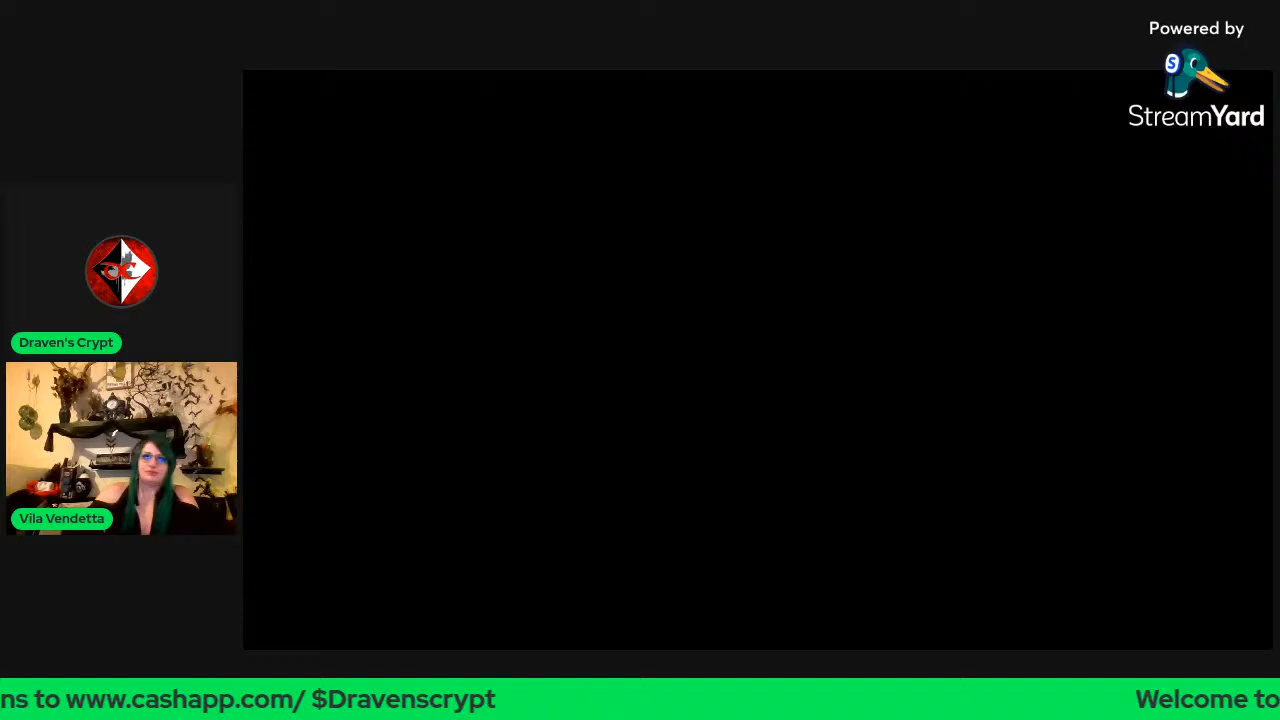 Powered by
StreamYard
Draven's Crypt
Vila Vendetta
ns to www.cashapp.com/ $Dravenscrypt
Welcome to